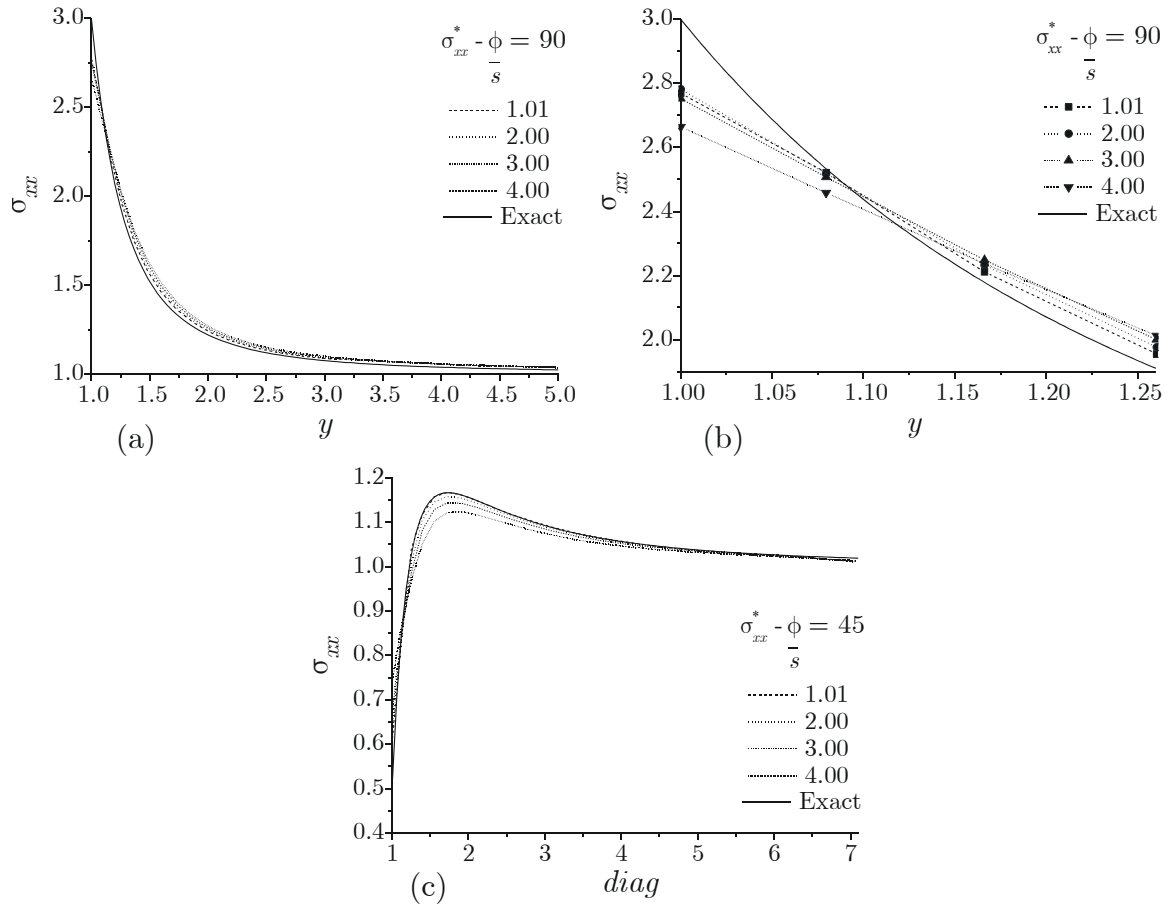 3.0
2.5
2.0
1.5
1.0
σxx
σ*xx - ϕ = 90
s
1.01
2.00
3.00
4.00
Exact
1.0 1.5 2.0 2.5 3.0 3.5 4.0 4.5 5.0
y
(a)
3.0
2.8
2.6
2.4
2.2
2.0
σxx
σ*xx - ϕ = 90
s
1.01
2.00
3.00
4.00
Exact
1.00 1.05 1.10 1.15 1.20 1.25
y
(b)
1.2
1.1
1.0
0.9
0.8
0.7
0.6
0.5
0.4
σxx
σ*xx - ϕ = 45
s
1.01
2.00
3.00
4.00
Exact
1 2 3 4 5 6 7
diag
(c)